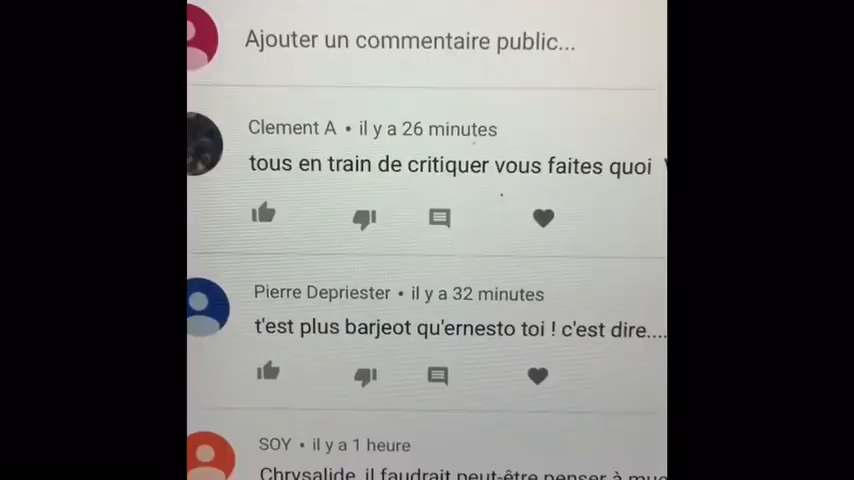 Ajouter un commentaire public...
Clement A • il y a 26 minutes
tous en train de critiquer vous faites quoi
Pierre Depriester • il y a 32 minutes
t'est plus barjeot qu'ernesto toi ! c'est dire....
SOY • il y a 1 heure
Chrysalide, il faudrait peut-être penser à